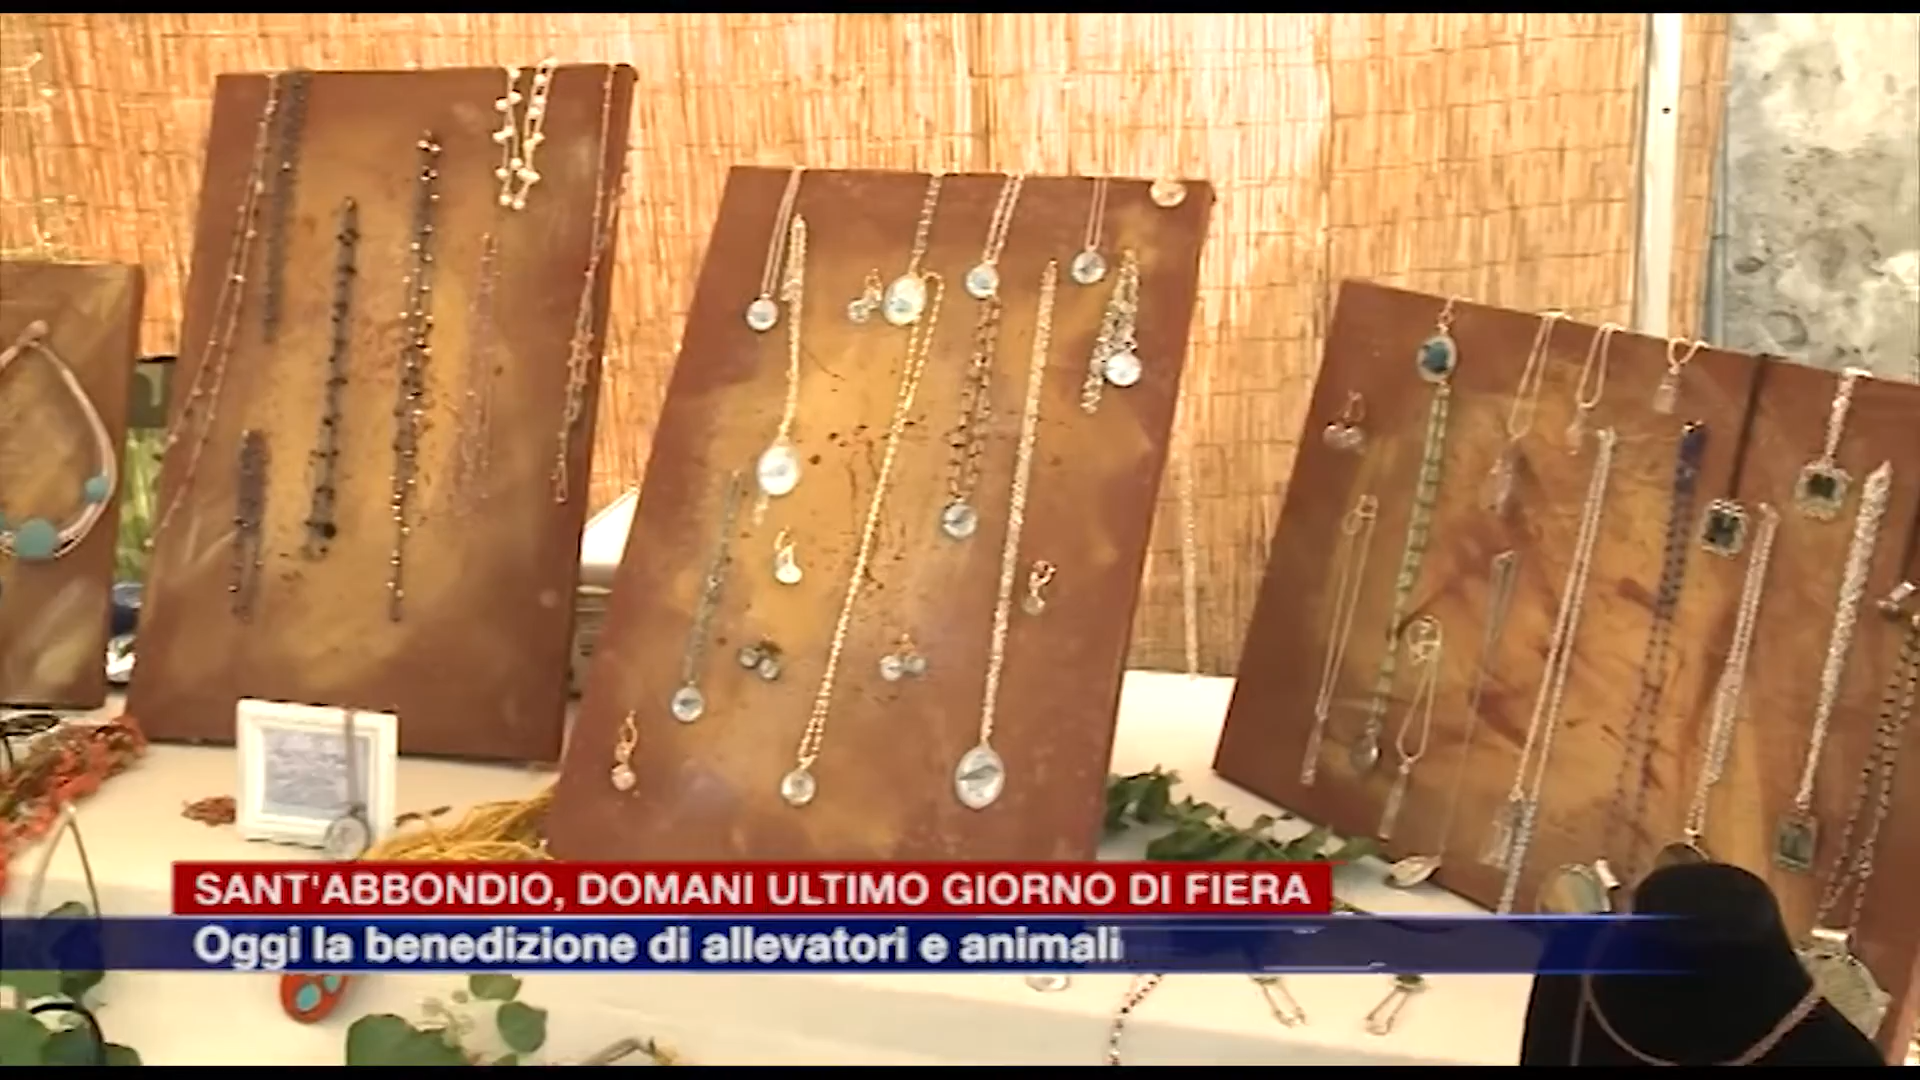 SANT'ABBONDIO, DOMANI ULTIMO GIORNO DI FIERA
Oggi la benedizione di allevatori e animali